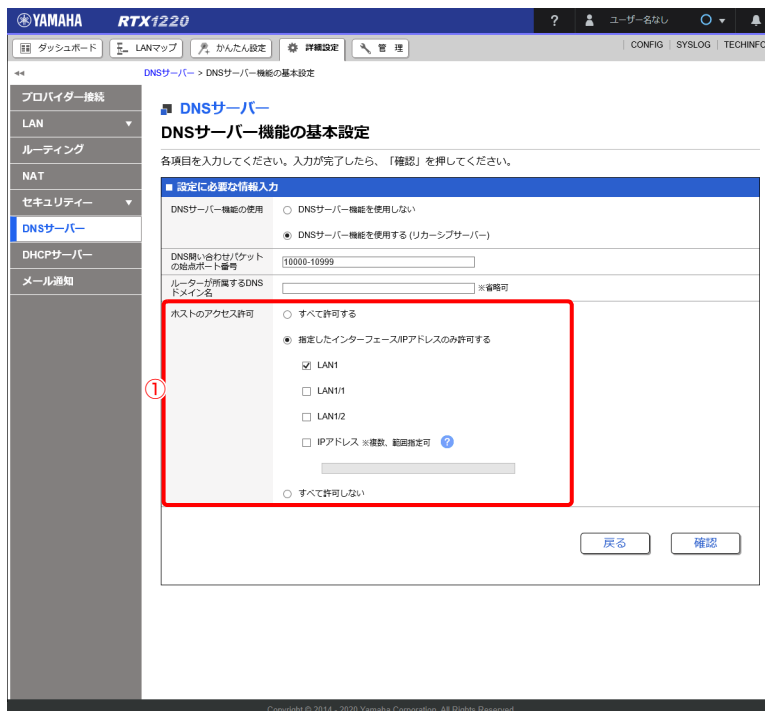 YAMAHA RTX1220 ? ユーザー名なし
ダッシュボード LANマップ かんたん設定 詳細設定 管 理 CONFIG SYSLOG TECHINFO
DNSサーバー > DNSサーバー機能の基本設定
プロバイダー接続
LAN
ルーティング
NAT
セキュリティー
DNSサーバー
DHCPサーバー
メール通知
DNSサーバー
DNSサーバー機能の基本設定
各項目を入力してください。入力が完了したら、「確認」を押してください。
■ 設定に必要な情報入力
DNSサーバー機能の使用 DNSサーバー機能を使用しない
DNSサーバー機能を使用する (リカーシブサーバー)
DNS問い合わせパケット
の始点ポート番号 10000-10999
ルーターが所属するDNS
ドメイン名 ※省略可
①
ホストのアクセス許可 すべて許可する
指定したインターフェース/IPアドレスのみ許可する
LAN1
LAN1/1
LAN1/2
IPアドレス ※複数、範囲指定可 ?
すべて許可しない
戻る 確認
Copyright © 2014 - 2020 Yamaha Corporation. All Rights Reserved.